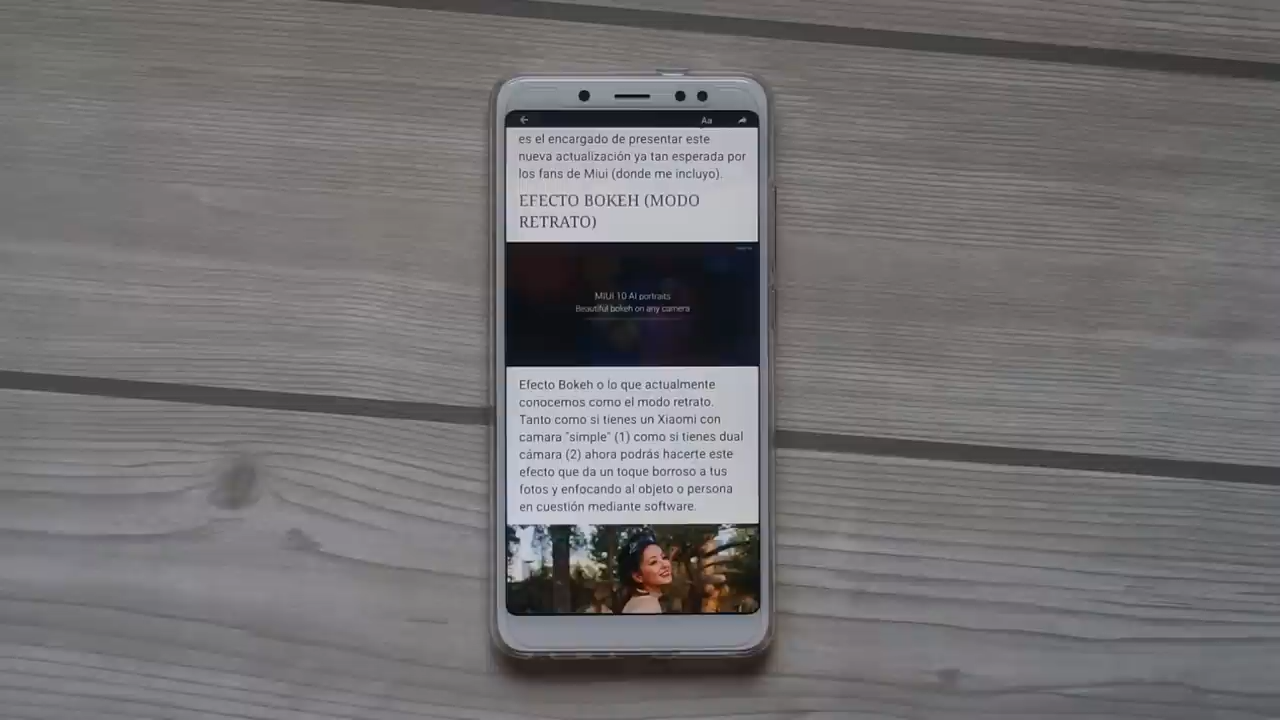 Aa
es el encargado de presentar este
nueva actualización ya tan esperada por
los fans de Miui (donde me incluyo).
EFECTO BOKEH (MODO
RETRATO)
MIUI 10 AI portraits
Beautiful bokeh on any camera
Efecto Bokeh o lo que actualmente
conocemos como el modo retrato.
Tanto como si tienes un Xiaomi con
camara "simple" (1) como si tienes dual
cámara (2) ahora podrás hacerte este
efecto que da un toque borroso a tus
fotos y enfocando al objeto o persona
en cuestión mediante software.